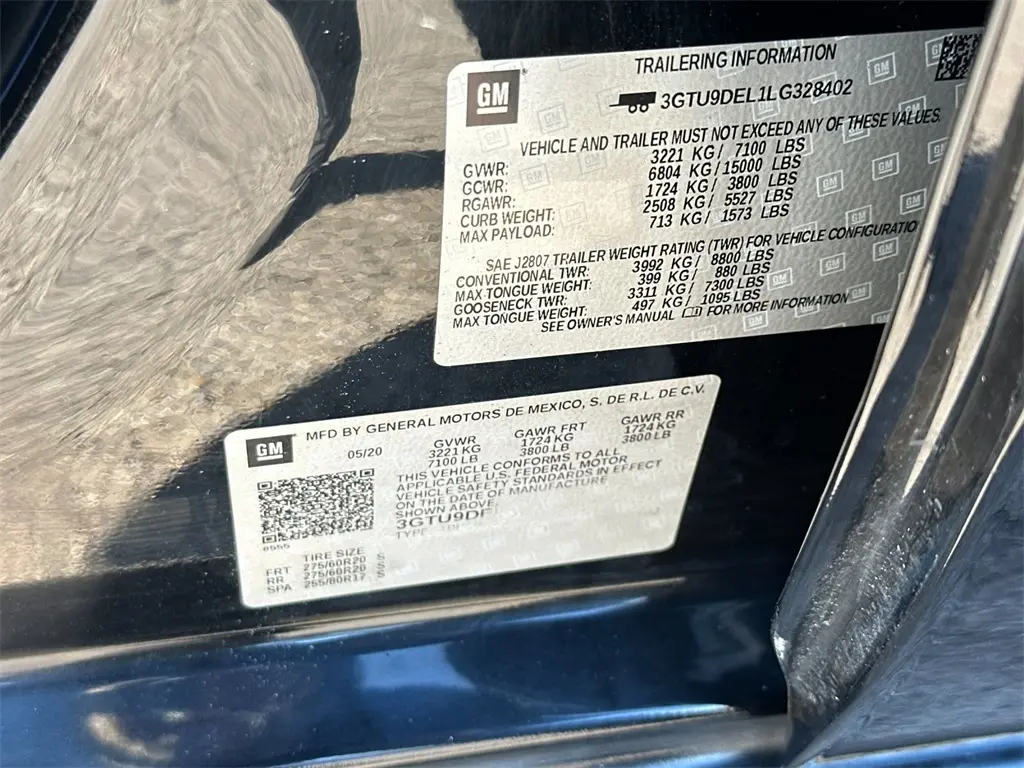 GM
TRAILERING INFORMATION
3GTU9DEL1LG328402
VEHICLE AND TRAILER MUST NOT EXCEED ANY OF THESE VALUES.
GVWR: 3221 KG/ 7100 LBS
GCWR: 6804 KG/15000 LBS
RGAWR: 1724 KG/ 3800 LBS
CURB WEIGHT: 2508 KG/ 5527 LBS
MAX PAYLOAD: 713 KG/ 1573 LBS
SAE J2807 TRAILER WEIGHT RATING (TWR) FOR VEHICLE CONFIGURATIO
CONVENTIONAL TWR: 3992 KG/ 8800 LBS
MAX TONGUE WEIGHT: 399 KG/ 880 LBS
GOOSENECK TWR: 3311 KG/ 7300 LBS
MAX TONGUE WEIGHT: 497 KG/ 1095 LBS
SEE OWNER'S MANUAL FOR MORE INFORMATION
GM
MFD BY GENERAL MOTORS DE MEXICO, S. DE R.L. DE C.V.
05/20 GVWR GAWR FRT GAWR RR
3221 KG 1724 KG 1724 KG
7100 LB 3800 LB 3800 LB
THIS VEHICLE CONFORMS TO ALL
APPLICABLE U.S. FEDERAL MOTOR
VEHICLE SAFETY STANDARDS IN EFFECT
ON THE DATE OF MANUFACTURE
SHOWN ABOVE.
3GTU9D
TYPE
TIRE SIZE
FRT 275/60R20 S
RR 275/60R20 S
SPA 255/80R17 S